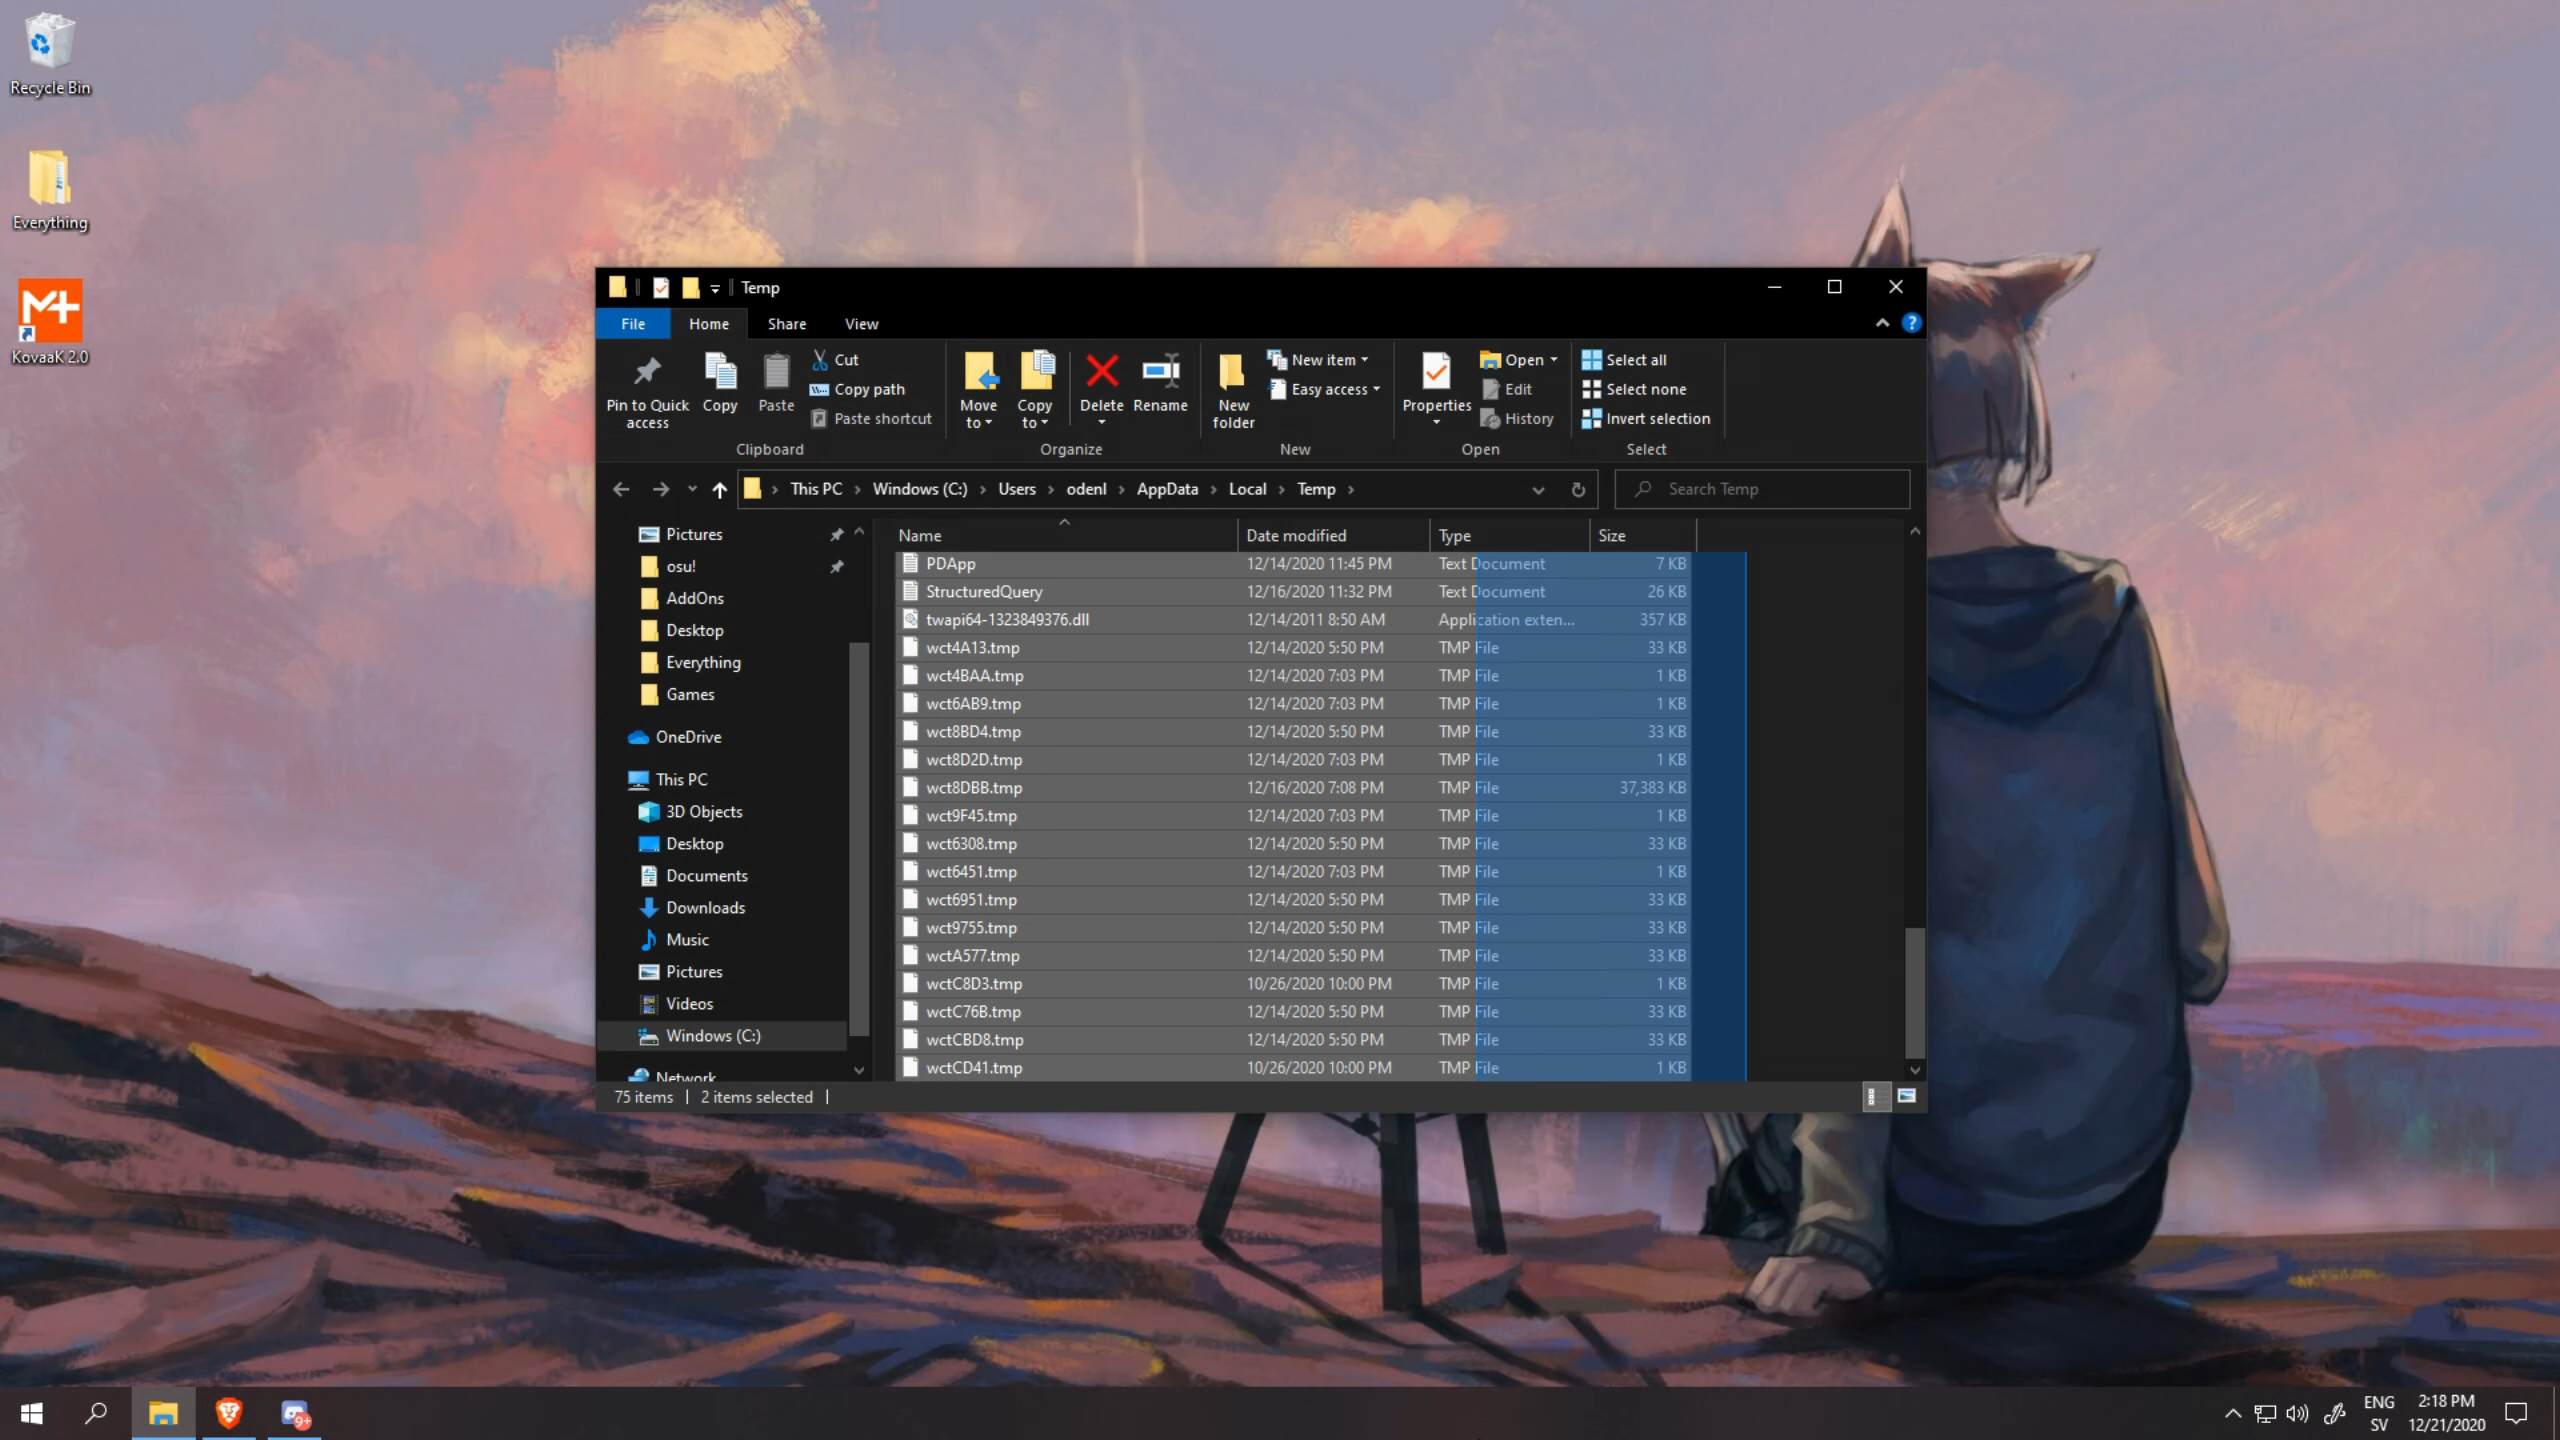 Recycle Bin
Everything
M+
KovaaK 2.0
Temp
File Home Share View
Pin to Quick access
Copy
Paste
Cut
Copy path
Paste shortcut
Clipboard
Move to
Copy to
Delete
Rename
Organize
New folder
New item
Easy access
New
Properties
Open
Edit
History
Open
Select all
Select none
Invert selection
Select
This PC > Windows (C:) > Users > odenl > AppData > Local > Temp >
Search Temp
Pictures
osu!
AddOns
Desktop
Everything
Games
OneDrive
This PC
3D Objects
Desktop
Documents
Downloads
Music
Pictures
Videos
Windows (C:)
Network
Name Date modified Type Size
PDApp 12/14/2020 11:45 PM Text Document 7 KB
StructuredQuery 12/16/2020 11:32 PM Text Document 26 KB
twapi64-1323849376.dll 12/14/2011 8:50 AM Application exten... 357 KB
wct4A13.tmp 12/14/2020 5:50 PM TMP File 33 KB
wct4BAA.tmp 12/14/2020 7:03 PM TMP File 1 KB
wct6AB9.tmp 12/14/2020 7:03 PM TMP File 1 KB
wct8BD4.tmp 12/14/2020 5:50 PM TMP File 33 KB
wct8D2D.tmp 12/14/2020 7:03 PM TMP File 1 KB
wct8DBB.tmp 12/16/2020 7:08 PM TMP File 37,383 KB
wct9F45.tmp 12/14/2020 7:03 PM TMP File 1 KB
wct6308.tmp 12/14/2020 5:50 PM TMP File 33 KB
wct6451.tmp 12/14/2020 7:03 PM TMP File 1 KB
wct6951.tmp 12/14/2020 5:50 PM TMP File 33 KB
wct9755.tmp 12/14/2020 5:50 PM TMP File 33 KB
wctA577.tmp 12/14/2020 5:50 PM TMP File 33 KB
wctC8D3.tmp 10/26/2020 10:00 PM TMP File 1 KB
wctC76B.tmp 12/14/2020 5:50 PM TMP File 33 KB
wctCBD8.tmp 12/14/2020 5:50 PM TMP File 33 KB
wctCD41.tmp 10/26/2020 10:00 PM TMP File 1 KB
75 items | 2 items selected |
9+
ENG 2:18 PM
SV 12/21/2020